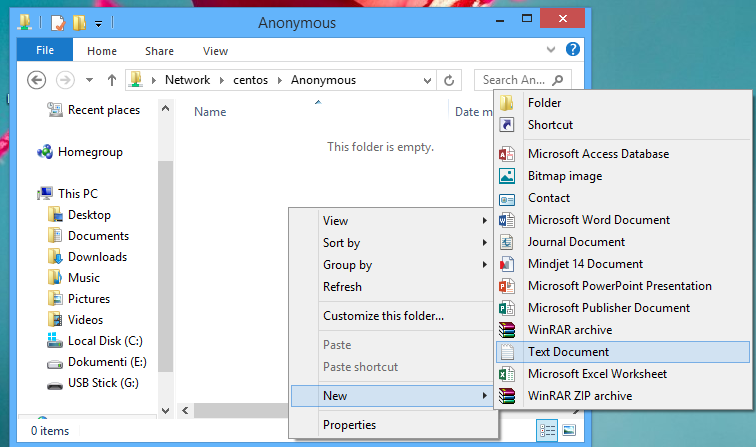 Anonymous
File
Home
Share
View
Network
centos
Anonymous
Search An...
Recent places
Homegroup
This PC
Desktop
Documents
Downloads
Music
Pictures
Videos
Local Disk (C:)
Dokumenti (E:)
USB Stick (G:)
Name
Date m
This folder is empty.
View
Sort by
Group by
Refresh
Customize this folder...
Paste
Paste shortcut
New
Properties
Folder
Shortcut
Microsoft Access Database
Bitmap image
Contact
Microsoft Word Document
Journal Document
Mindjet 14 Document
Microsoft PowerPoint Presentation
Microsoft Publisher Document
WinRAR archive
Text Document
Microsoft Excel Worksheet
WinRAR ZIP archive
0 items